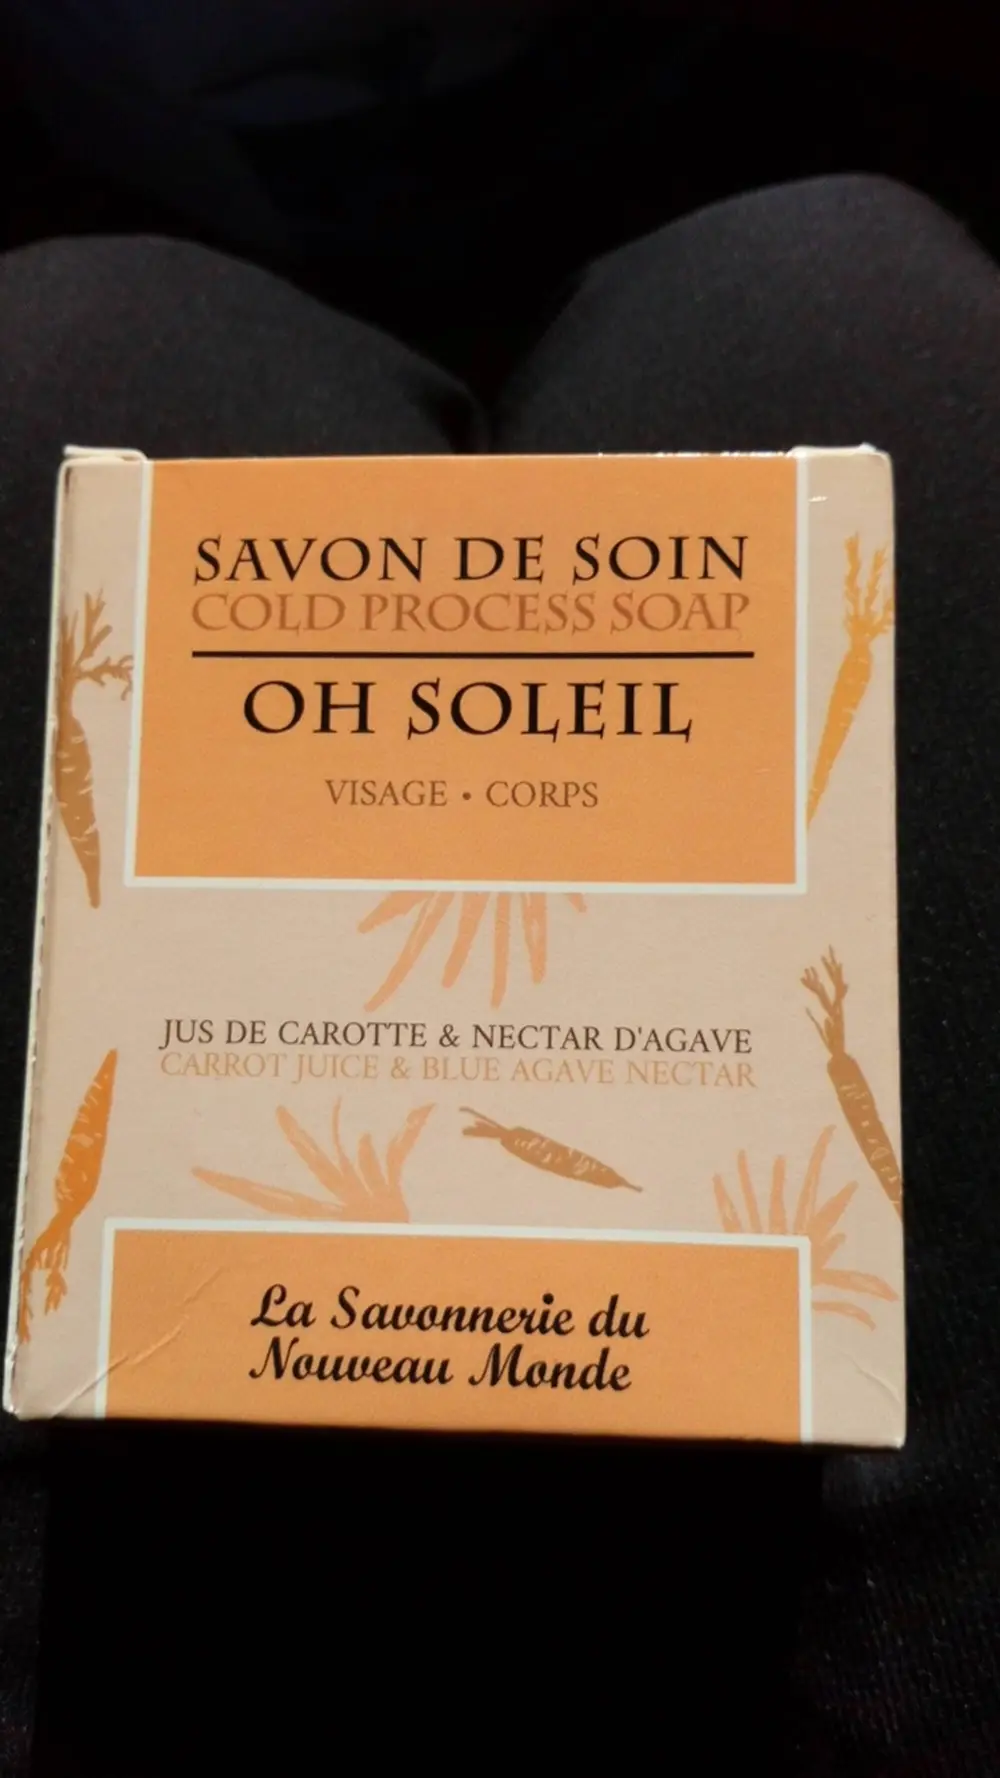 SAVON DE SOIN
COLD PROCESS SOAP
OH SOLEIL
VISAGE • CORPS
JUS DE CAROTTE & NECTAR D'AGAVE
CARROT JUICE & BLUE AGAVE NECTAR
La Savonnerie du
Nouveau Monde